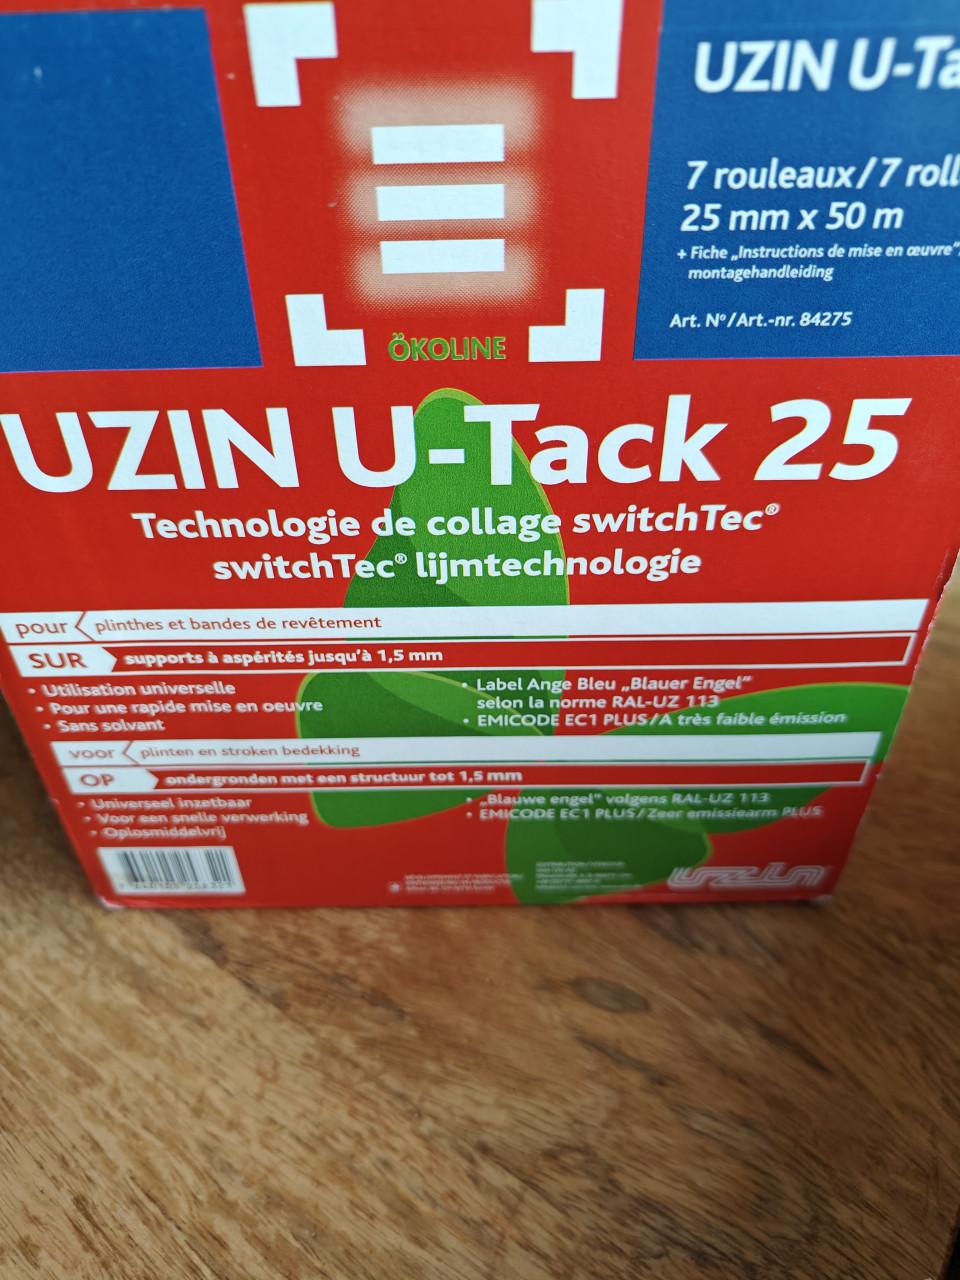 UZIN U-Ta
7 rouleaux/7 roll
25 mm x 50 m
+ Fiche „Instructions de mise en œuvre"
montagehandleiding
Art. Nº/Art.-nr. 84275
ÖKOLINE
UZIN U-Tack 25
Technologie de collage switchTec®
switchTec® lijmtechnologie
pour plinthes et bandes de revêtement
SUR supports à aspérités jusqu'à 1,5 mm
• Utilisation universelle
• Pour une rapide mise en oeuvre
• Sans solvant
• Label Ange Bleu „Blauer Engel"
selon la norme RAL-UZ 113
• EMICODE EC1 PLUS/A très faible émission
voor plinten en stroken bedekking
OP ondergronden met een structuur tot 1,5 mm
• Universeel inzetbaar
• Voor een snelle verwerking
• Oplosmiddelvrij
• „Blauwe engel" volgens RAL-UZ 113
• EMICODE EC1 PLUS/Zeer emissiearm PLUS
uzin